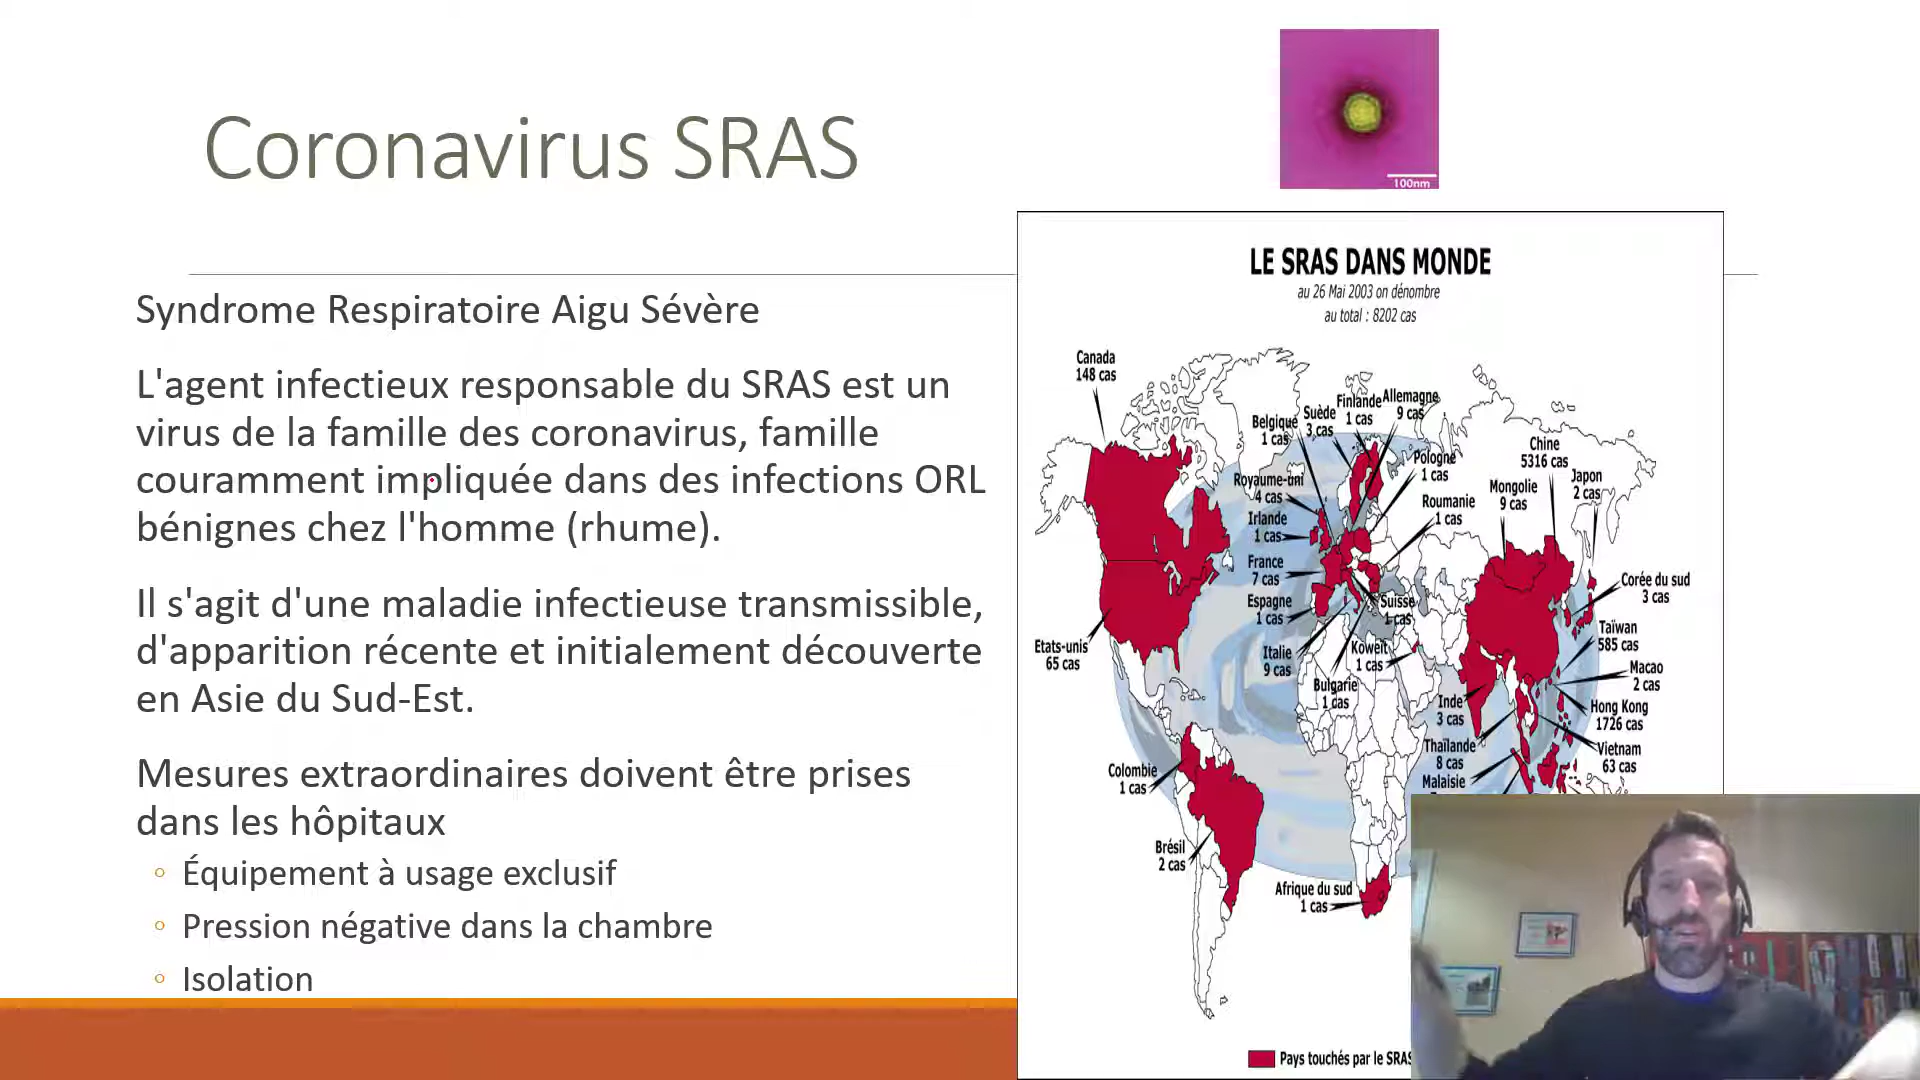 Coronavirus SRAS
100nm
Syndrome Respiratoire Aigu Sévère
L'agent infectieux responsable du SRAS est un
virus de la famille des coronavirus, famille
couramment impliquée dans des infections ORL
bénignes chez l'homme (rhume).
Il s'agit d'une maladie infectieuse transmissible,
d'apparition récente et initialement découverte
en Asie du Sud-Est.
Mesures extraordinaires doivent être prises
dans les hôpitaux
Équipement à usage exclusif
Pression négative dans la chambre
Isolation
LE SRAS DANS MONDE
au 26 Mai 2003 on dénombre
au total : 8202 cas
Canada
148 cas
Belgique
1 cas
Suède
3 cas
Finlande
1 cas
Allemagne
9 cas
Pologne
1 cas
Royaume-uni
4 cas
Irlande
1 cas
France
7 cas
Espagne
1 cas
Roumanie
1 cas
Mongolie
9 cas
Chine
5316 cas
Japon
2 cas
Corée du sud
3 cas
Taïwan
585 cas
Macao
2 cas
Hong Kong
1726 cas
Vietnam
63 cas
Etats-unis
65 cas
Italie
9 cas
Suisse
1 cas
Koweit
1 cas
Bulgarie
1 cas
Inde
3 cas
Thaïlande
8 cas
Malaisie
Colombie
1 cas
Brésil
2 cas
Afrique du sud
1 cas
Pays touchés par le SRAS